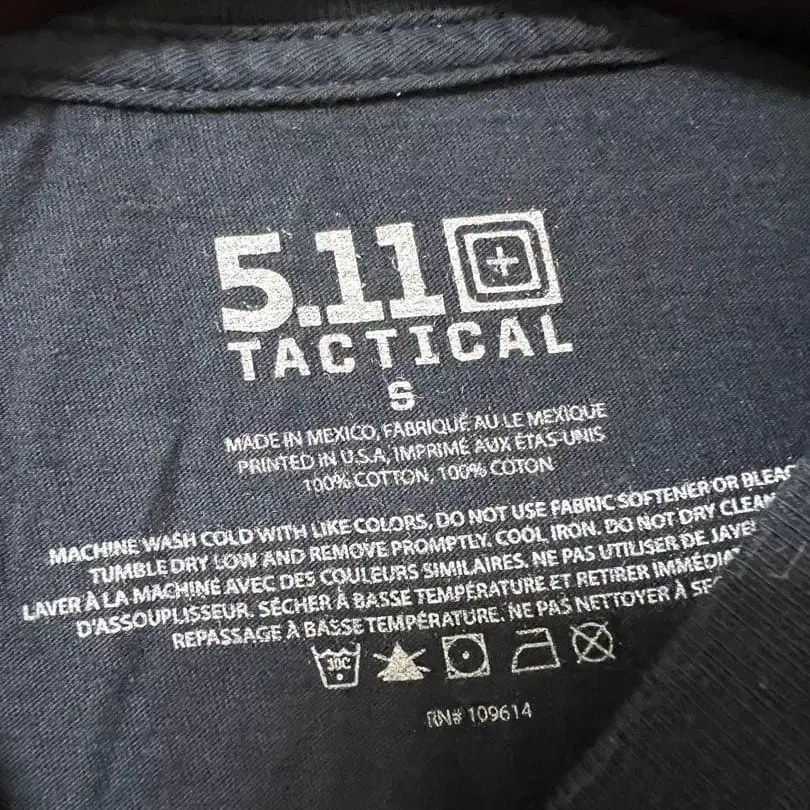 5.11
TACTICAL
S
MADE IN MEXICO, FABRIQUÉ AU LE MEXIQUE
PRINTED IN U.S.A, IMPRIMÉ AUX ÉTAS-UNIS
100% COTTON, 100% COTON
MACHINE WASH COLD WITH LIKE COLORS, DO NOT USE FABRIC SOFTENER OR
TUMBLE DRY LOW AND REMOVE PROMPTLY. COOL IRON. DO NOT DRY
LAVER À LA MACHINE AVEC DES COULEURS SIMILAIRES. NE PAS UTILISER DE
D'ASSOUPLISSEUR. SÉCHER À BASSE TEMPÉRATURE ET RETIRER
REPASSAGE À BASSE TEMPÉRATURE. NE PAS NETTOYER À
30C
RN# 109614